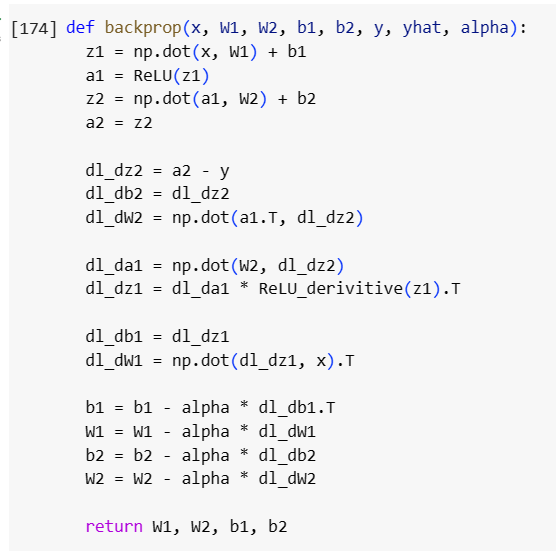 [174] def backprop(x, W1, W2, b1, b2, y, yhat, alpha):
z1 = np.dot(x, W1) + b1
a1 = ReLU(z1)
z2 = np.dot(a1, W2) + b2
a2 = z2
dl_dz2 = a2 - y
dl_db2 = dl_dz2
dl_dW2 = np.dot(a1.T, dl_dz2)
dl_da1 = np.dot(W2, dl_dz2)
dl_dz1 = dl_da1 * ReLU_derivitive(z1).T
dl_db1 = dl_dz1
dl_dW1 = np.dot(dl_dz1, x).T
b1 = b1 - alpha * dl_db1.T
W1 = W1 - alpha * dl_dW1
b2 = b2 - alpha * dl_db2
W2 = W2 - alpha * dl_dW2
return W1, W2, b1, b2